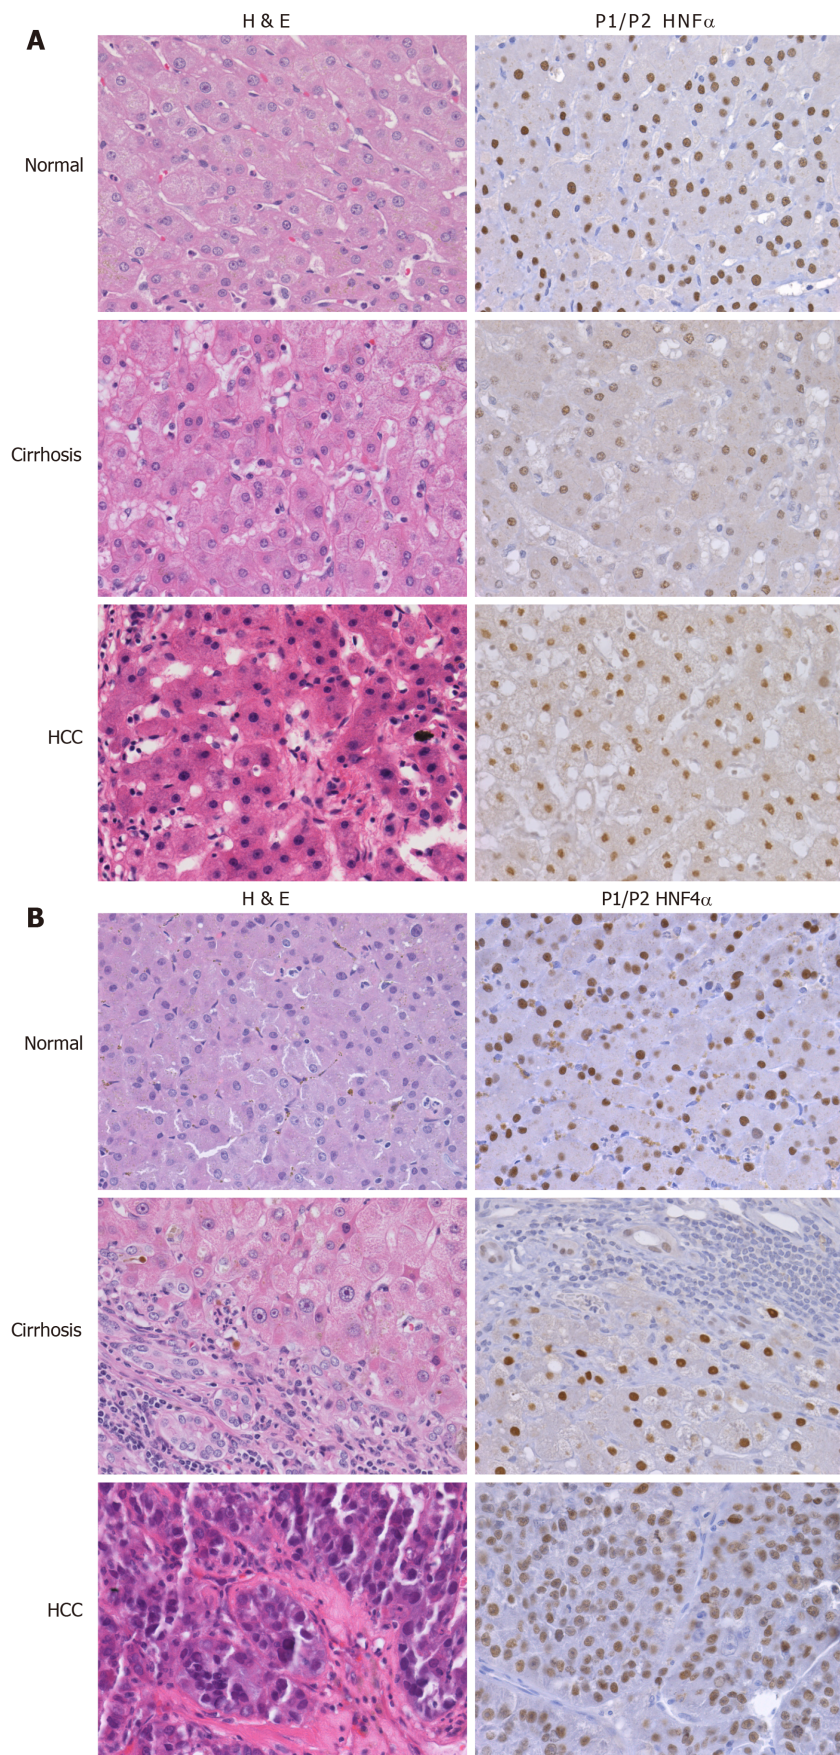 A
H & E
P1/P2 HNFα
Normal
Cirrhosis
HCC
B
H & E
P1/P2 HNF4α
Normal
Cirrhosis
HCC